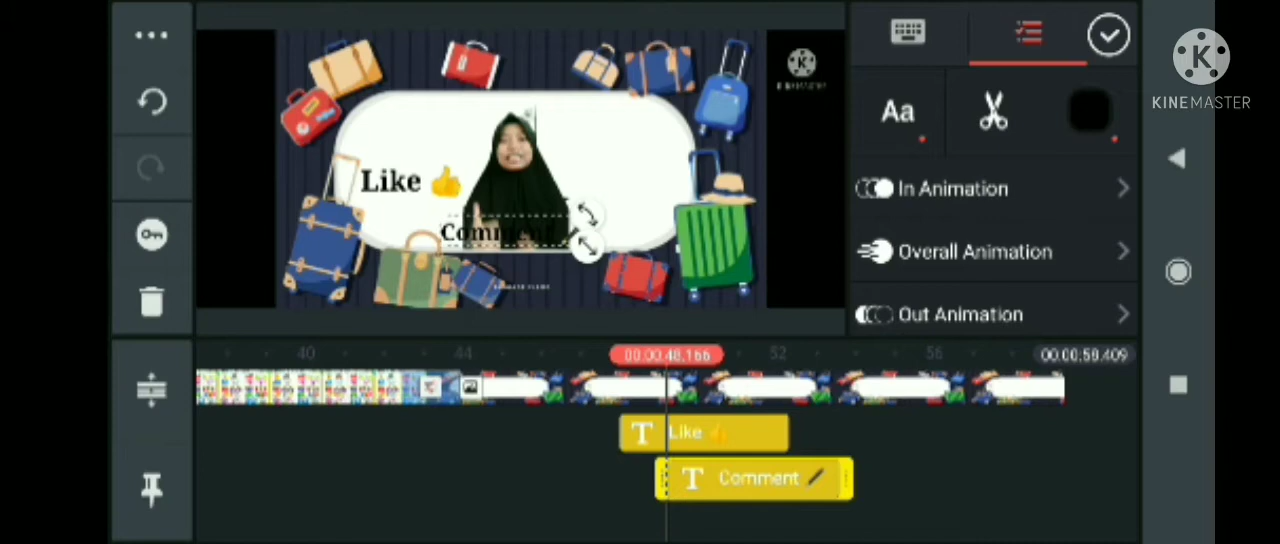 KINEMASTER
KINEMASTER
Aa
In Animation
Like 👍
Comment
Overall Animation
Out Animation
40
44
00:00:48.166
52
56
00:00:58.409
Like 👍
Comment